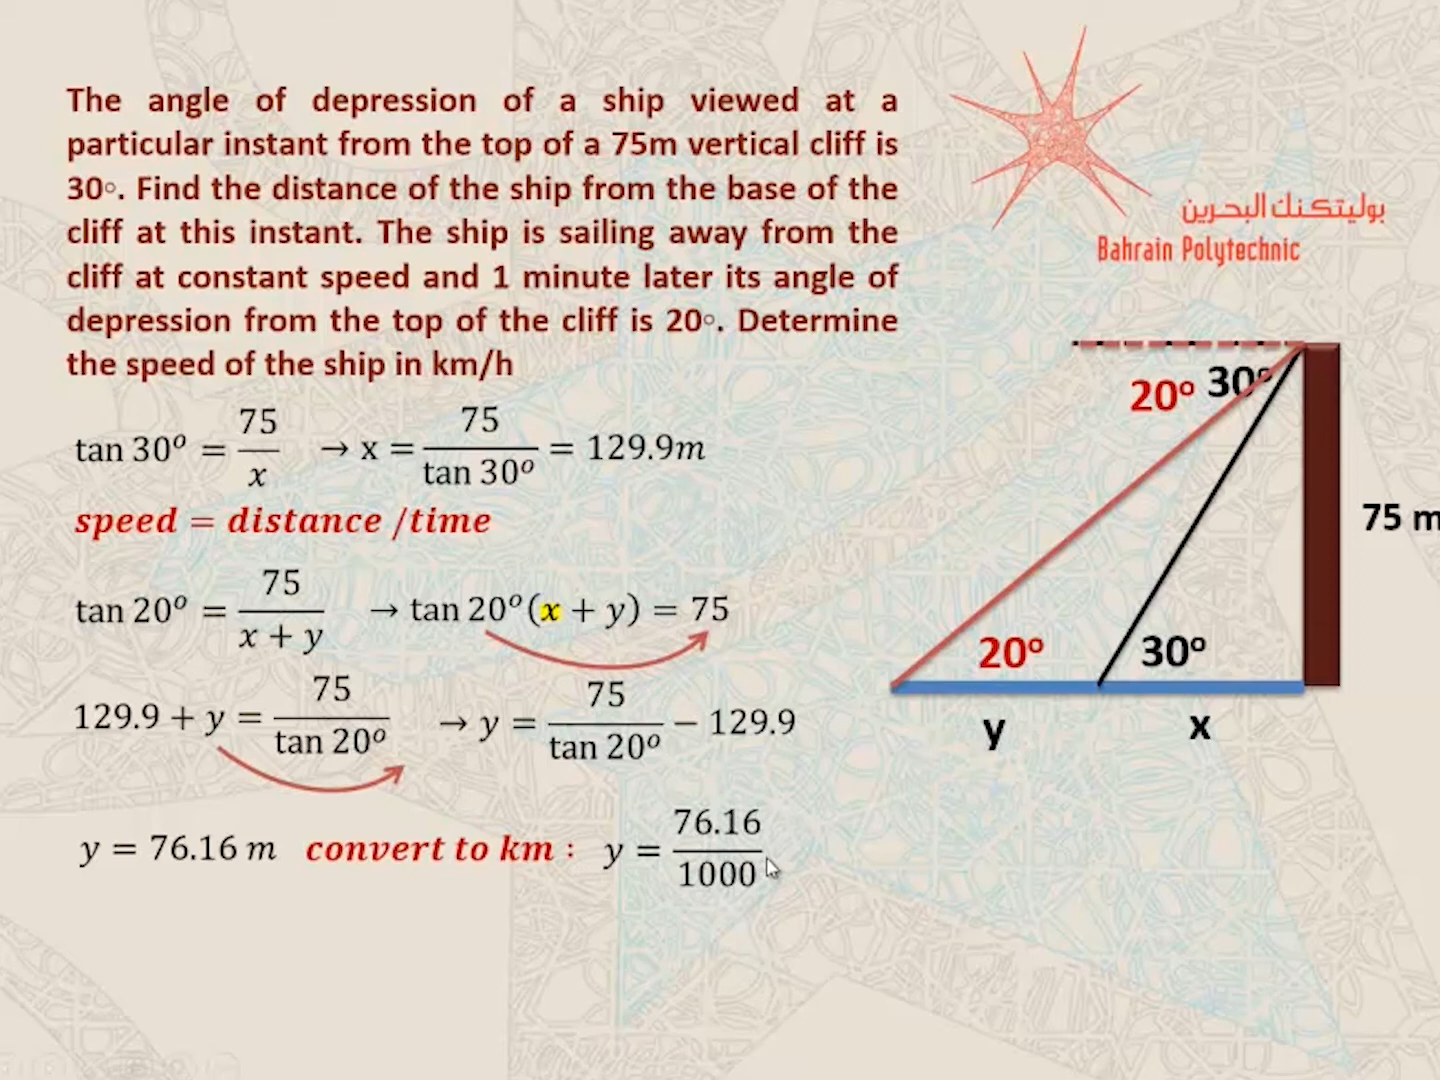 The angle of depression of a ship viewed at a
particular instant from the top of a 75m vertical cliff is
30○. Find the distance of the ship from the base of the
cliff at this instant. The ship is sailing away from the
cliff at constant speed and 1 minute later its angle of
depression from the top of the cliff is 20○. Determine
the speed of the ship in km/h
tan 30° = 75/x → x = 75/tan 30° = 129.9m
speed = distance /time
tan 20° = 75/(x + y) → tan 20°(x + y) = 75
129.9 + y = 75/tan 20° → y = 75/tan 20° − 129.9
y = 76.16 m convert to km : y = 76.16/1000
بوليتكنك البحرين
Bahrain Polytechnic
20° 30°
75 m
20° 30°
y x